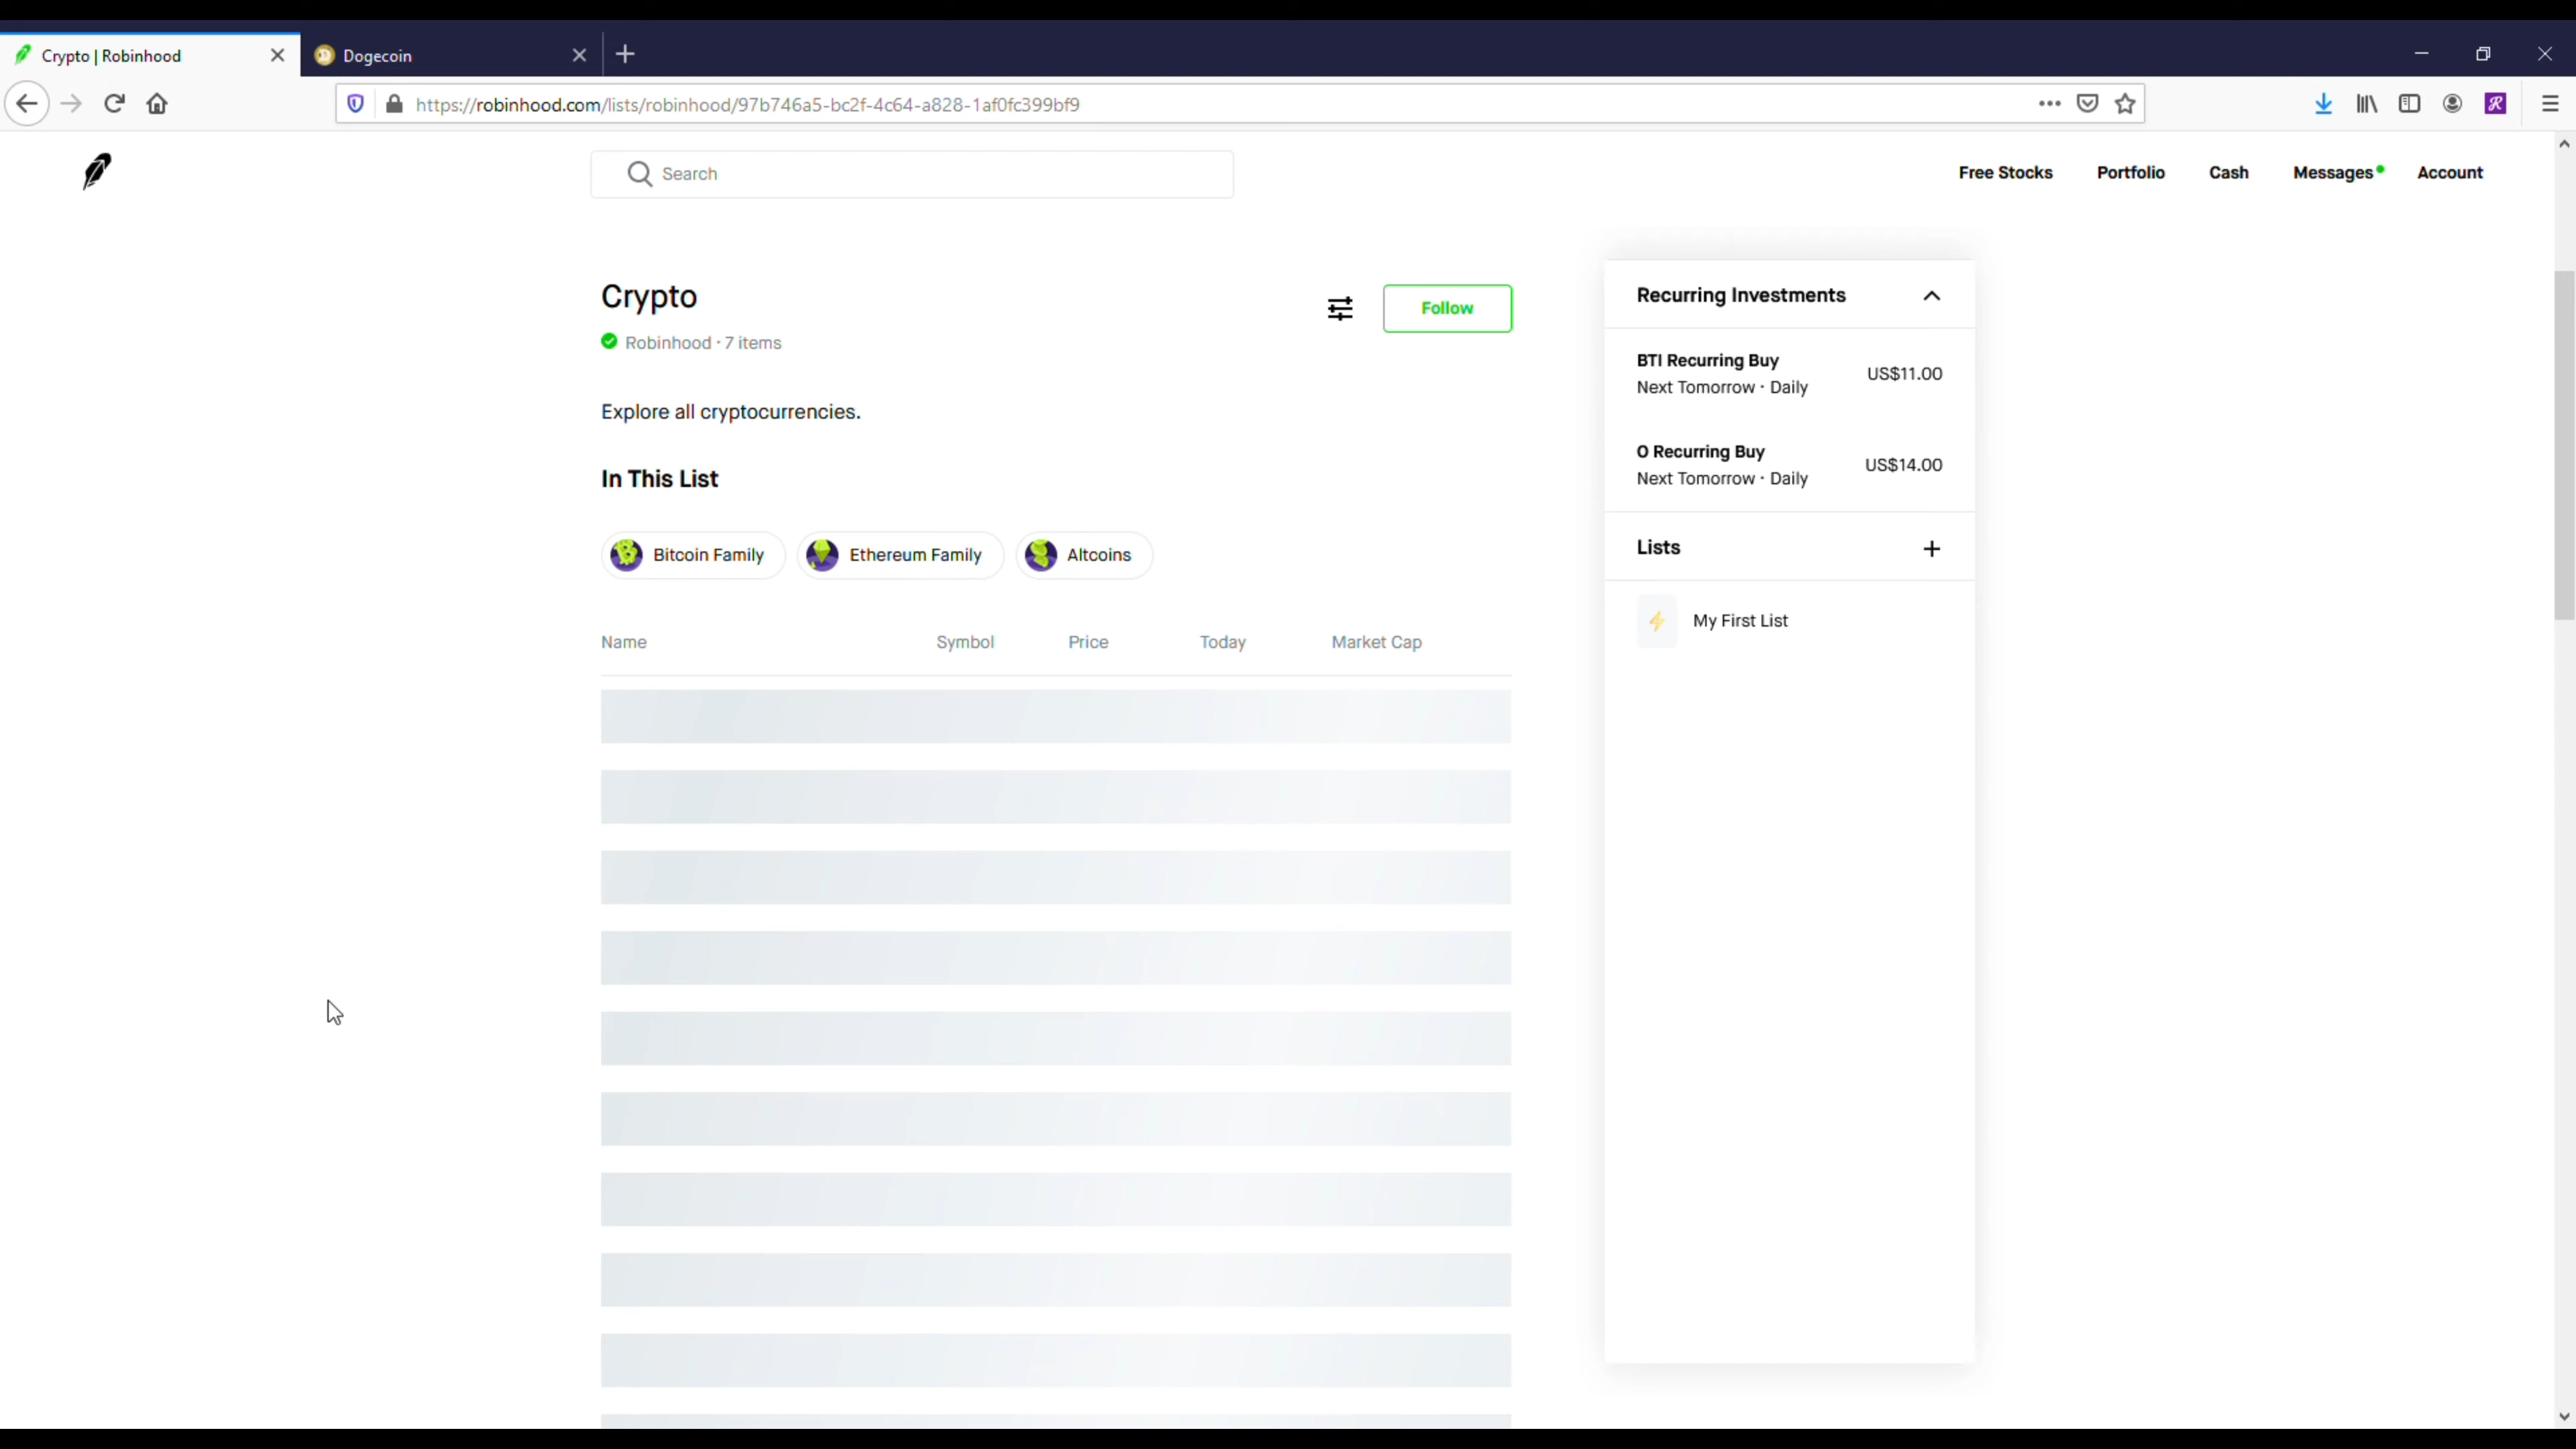 Crypto | Robinhood
Dogecoin
https://robinhood.com/lists/robinhood/97b746a5-bc2f-4c64-a828-1af0fc399bf9
Search
Free Stocks
Portfolio
Cash
Messages
Account
Crypto
Follow
Robinhood · 7 items
Explore all cryptocurrencies.
In This List
Bitcoin Family
Ethereum Family
Altcoins
Name Symbol Price Today Market Cap
Recurring Investments
BTI Recurring Buy
Next Tomorrow · Daily
US$11.00
O Recurring Buy
Next Tomorrow · Daily
US$14.00
Lists
My First List